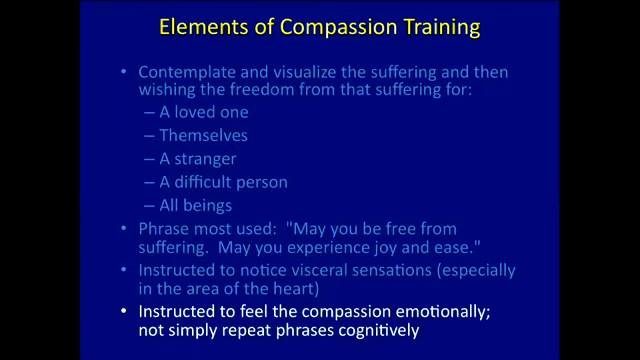 Elements of Compassion Training
• Contemplate and visualize the suffering and then
wishing the freedom from that suffering for:
– A loved one
– Themselves
– A stranger
– A difficult person
– All beings
• Phrase most used:  "May you be free from
suffering.  May you experience joy and ease."
• Instructed to notice visceral sensations (especially
in the area of the heart)
• Instructed to feel the compassion emotionally;
not simply repeat phrases cognitively